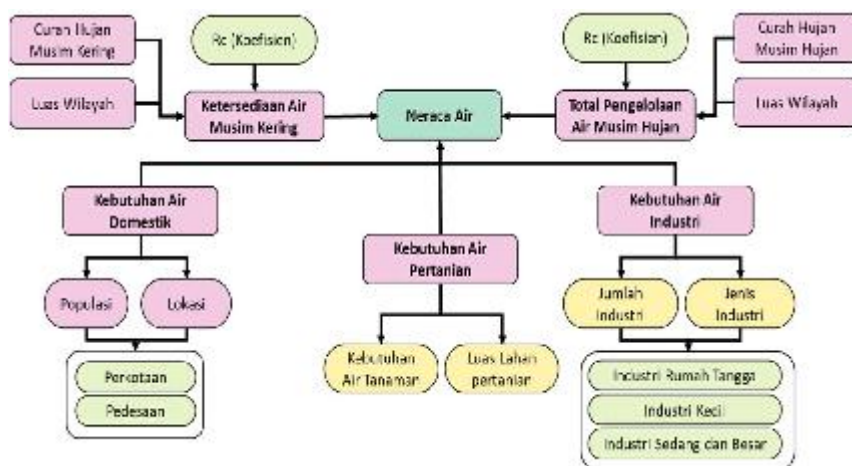 Curah Hujan
Musim Kering
Rc (Koefisien)
Rc (Koefisien)
Curah Hujan
Musim Hujan
Luas Wilayah
Ketersediaan Air
Musim Kering
Neraca Air
Total Pengelolaan
Air Musim Hujan
Luas Wilayah
Kebutuhan Air
Domestik
Kebutuhan Air
Pertanian
Kebutuhan Air
Industri
Populasi
Lokasi
Jumlah
Industri
Jenis
Industri
Perkotaan
Pedesaan
Kebutuhan
Air Tanaman
Luas Lahan
pertanian
Industri Rumah Tangga
Industri Kecil
Industri Sedang dan Besar